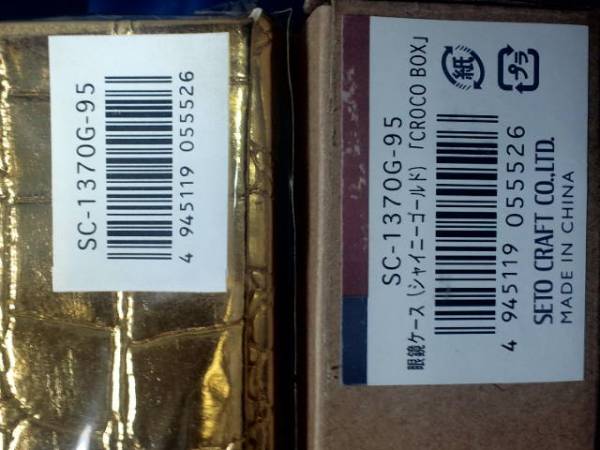 SC-1370G-95
4 945119 055526
眼鏡ケース(シャイニーゴールド)「CROCO BOX」
SC-1370G-95
4 945119 055526
SETO CRAFT CO.,LTD.
MADE IN CHINA
紙
プラ